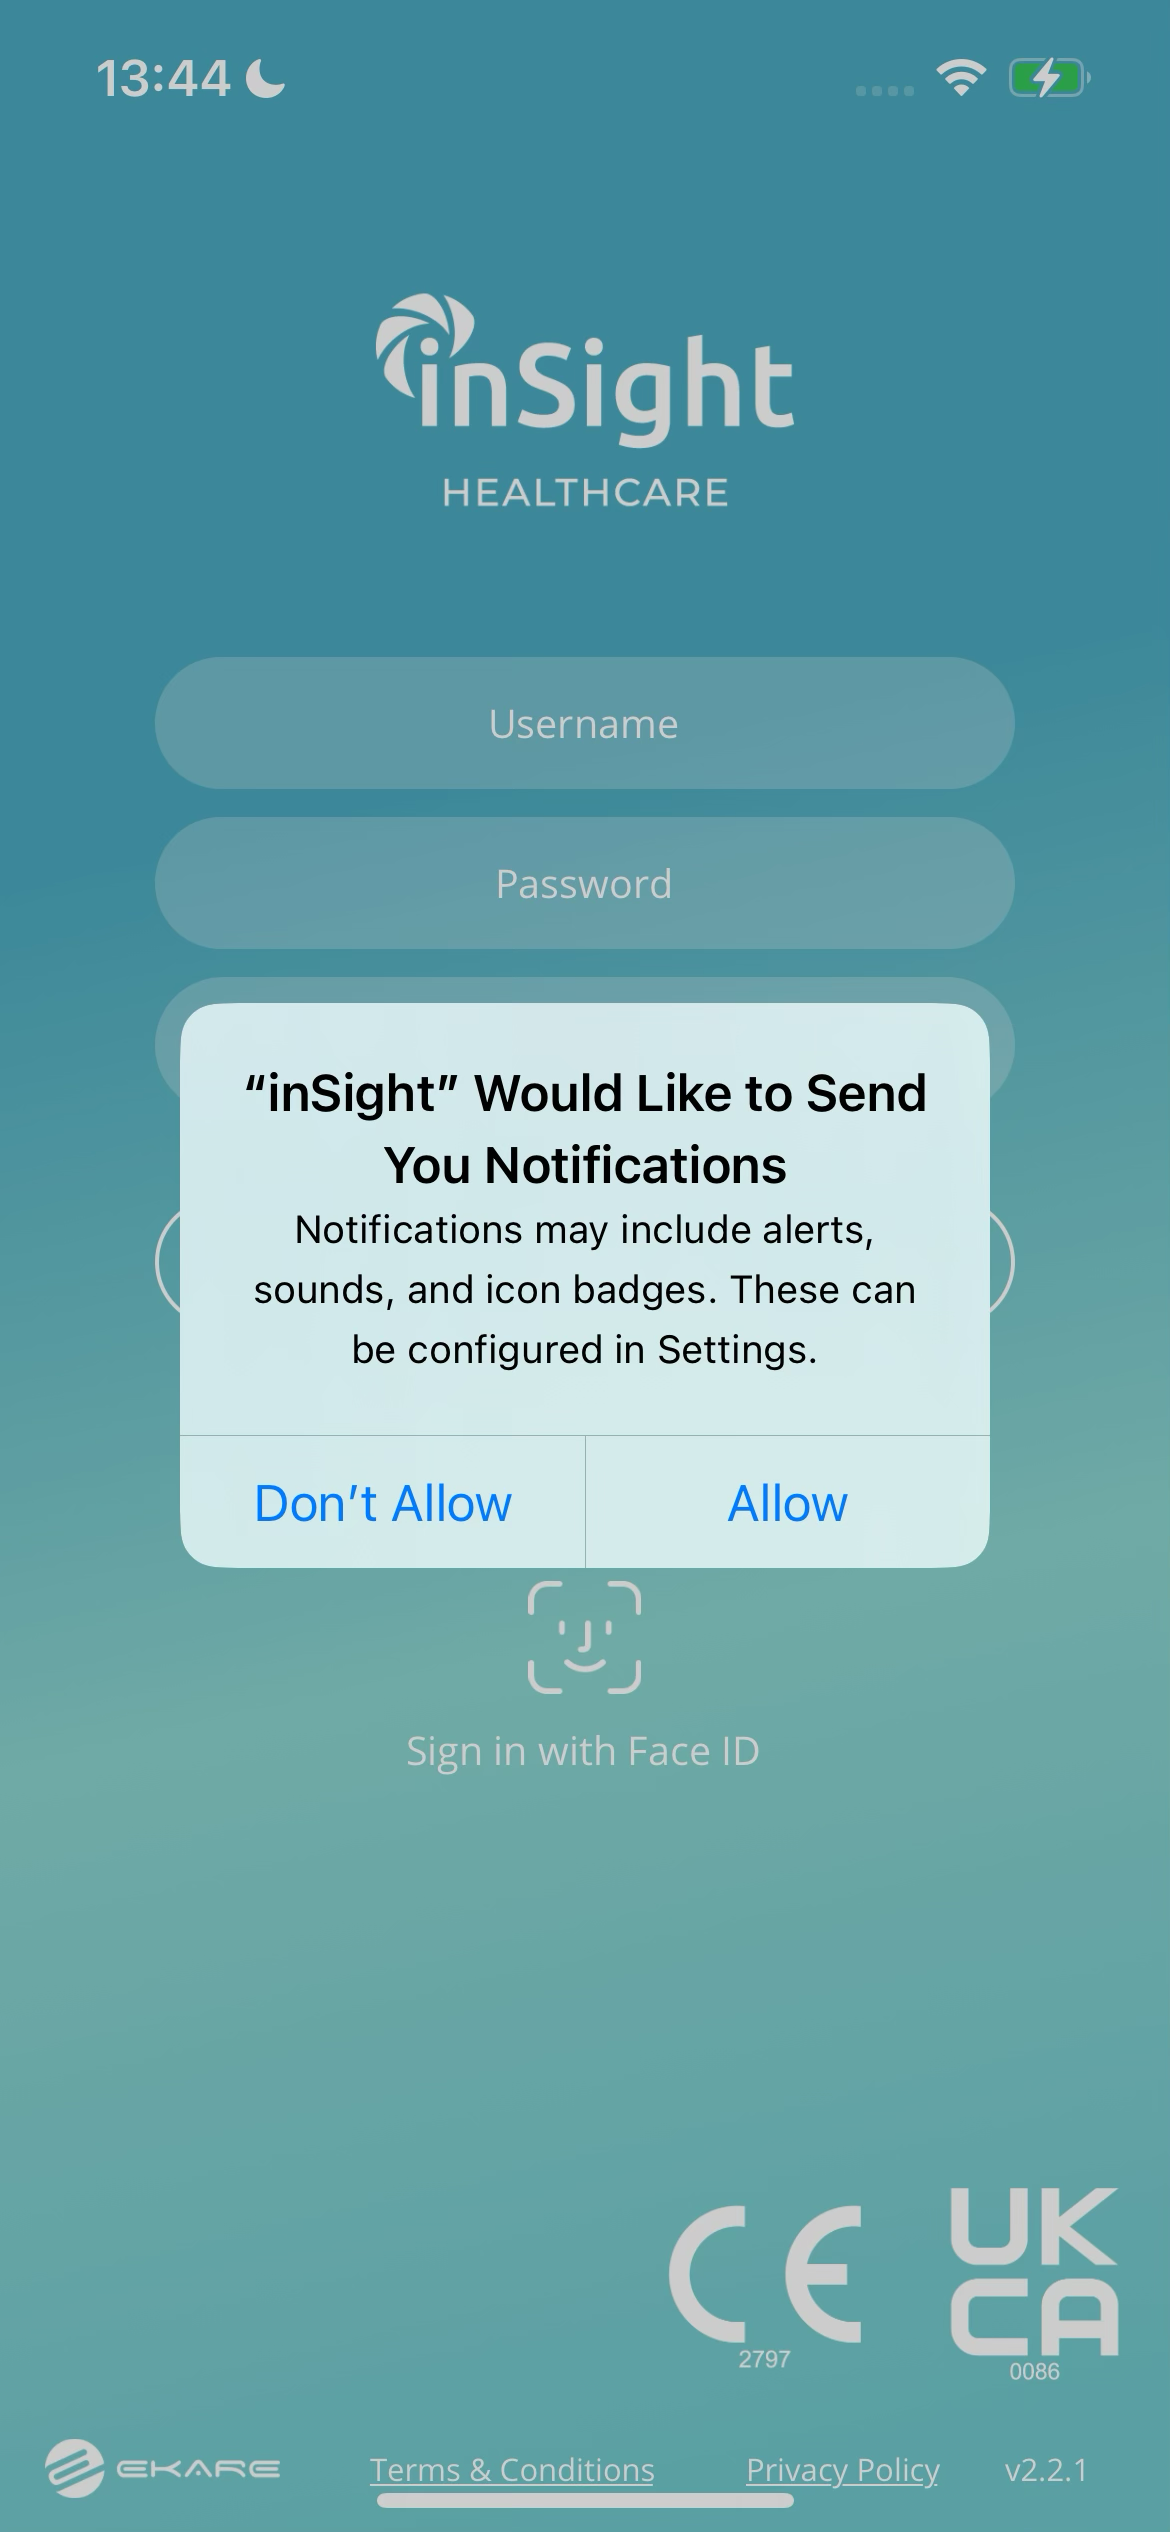 13:44
inSight
HEALTHCARE
Username
Password
“inSight” Would Like to Send
You Notifications
Notifications may include alerts,
sounds, and icon badges. These can
be configured in Settings.
Don’t Allow
Allow
Sign in with Face ID
CE
2797
UK
CA
0086
EKARE
Terms & Conditions
Privacy Policy
v2.2.1